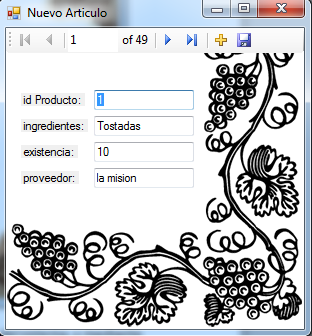 Nuevo Articulo
1 of 49
id Producto: 1
ingredientes: Tostadas
existencia: 10
proveedor: la mision